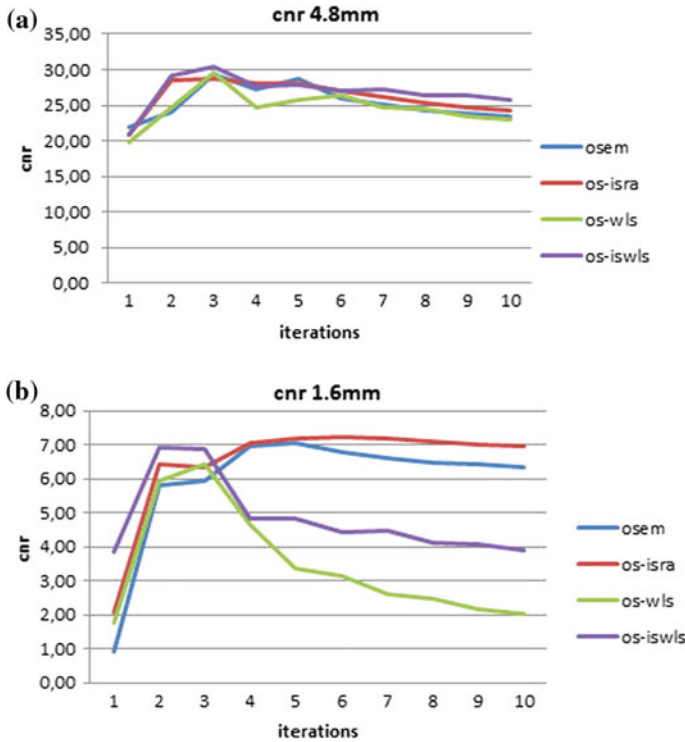 (a)
cnr 4.8mm
35,00
30,00
25,00
20,00
15,00
10,00
5,00
0,00
cnr
1 2 3 4 5 6 7 8 9 10
iterations
osem
os-isra
os-wls
os-iswls
(b)
cnr 1.6mm
8,00
7,00
6,00
5,00
4,00
3,00
2,00
1,00
0,00
cnr
1 2 3 4 5 6 7 8 9 10
iterations
osem
os-isra
os-wls
os-iswls